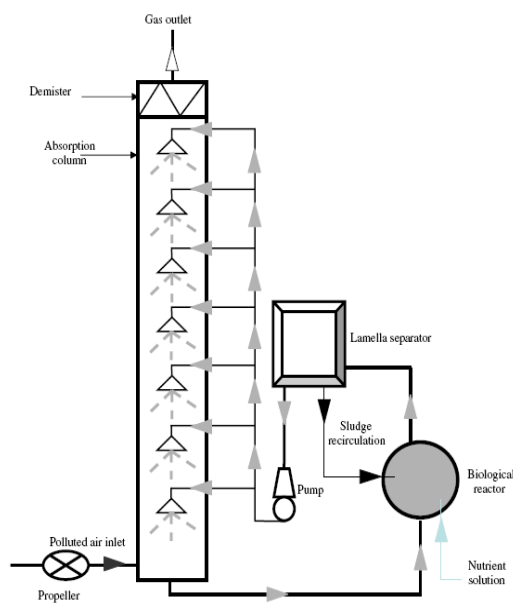 Gas outlet
Demister
Absorption
column
Lamella separator
Sludge
recirculation
Biological
reactor
Pump
Polluted air inlet
Propeller
Nutrient
solution